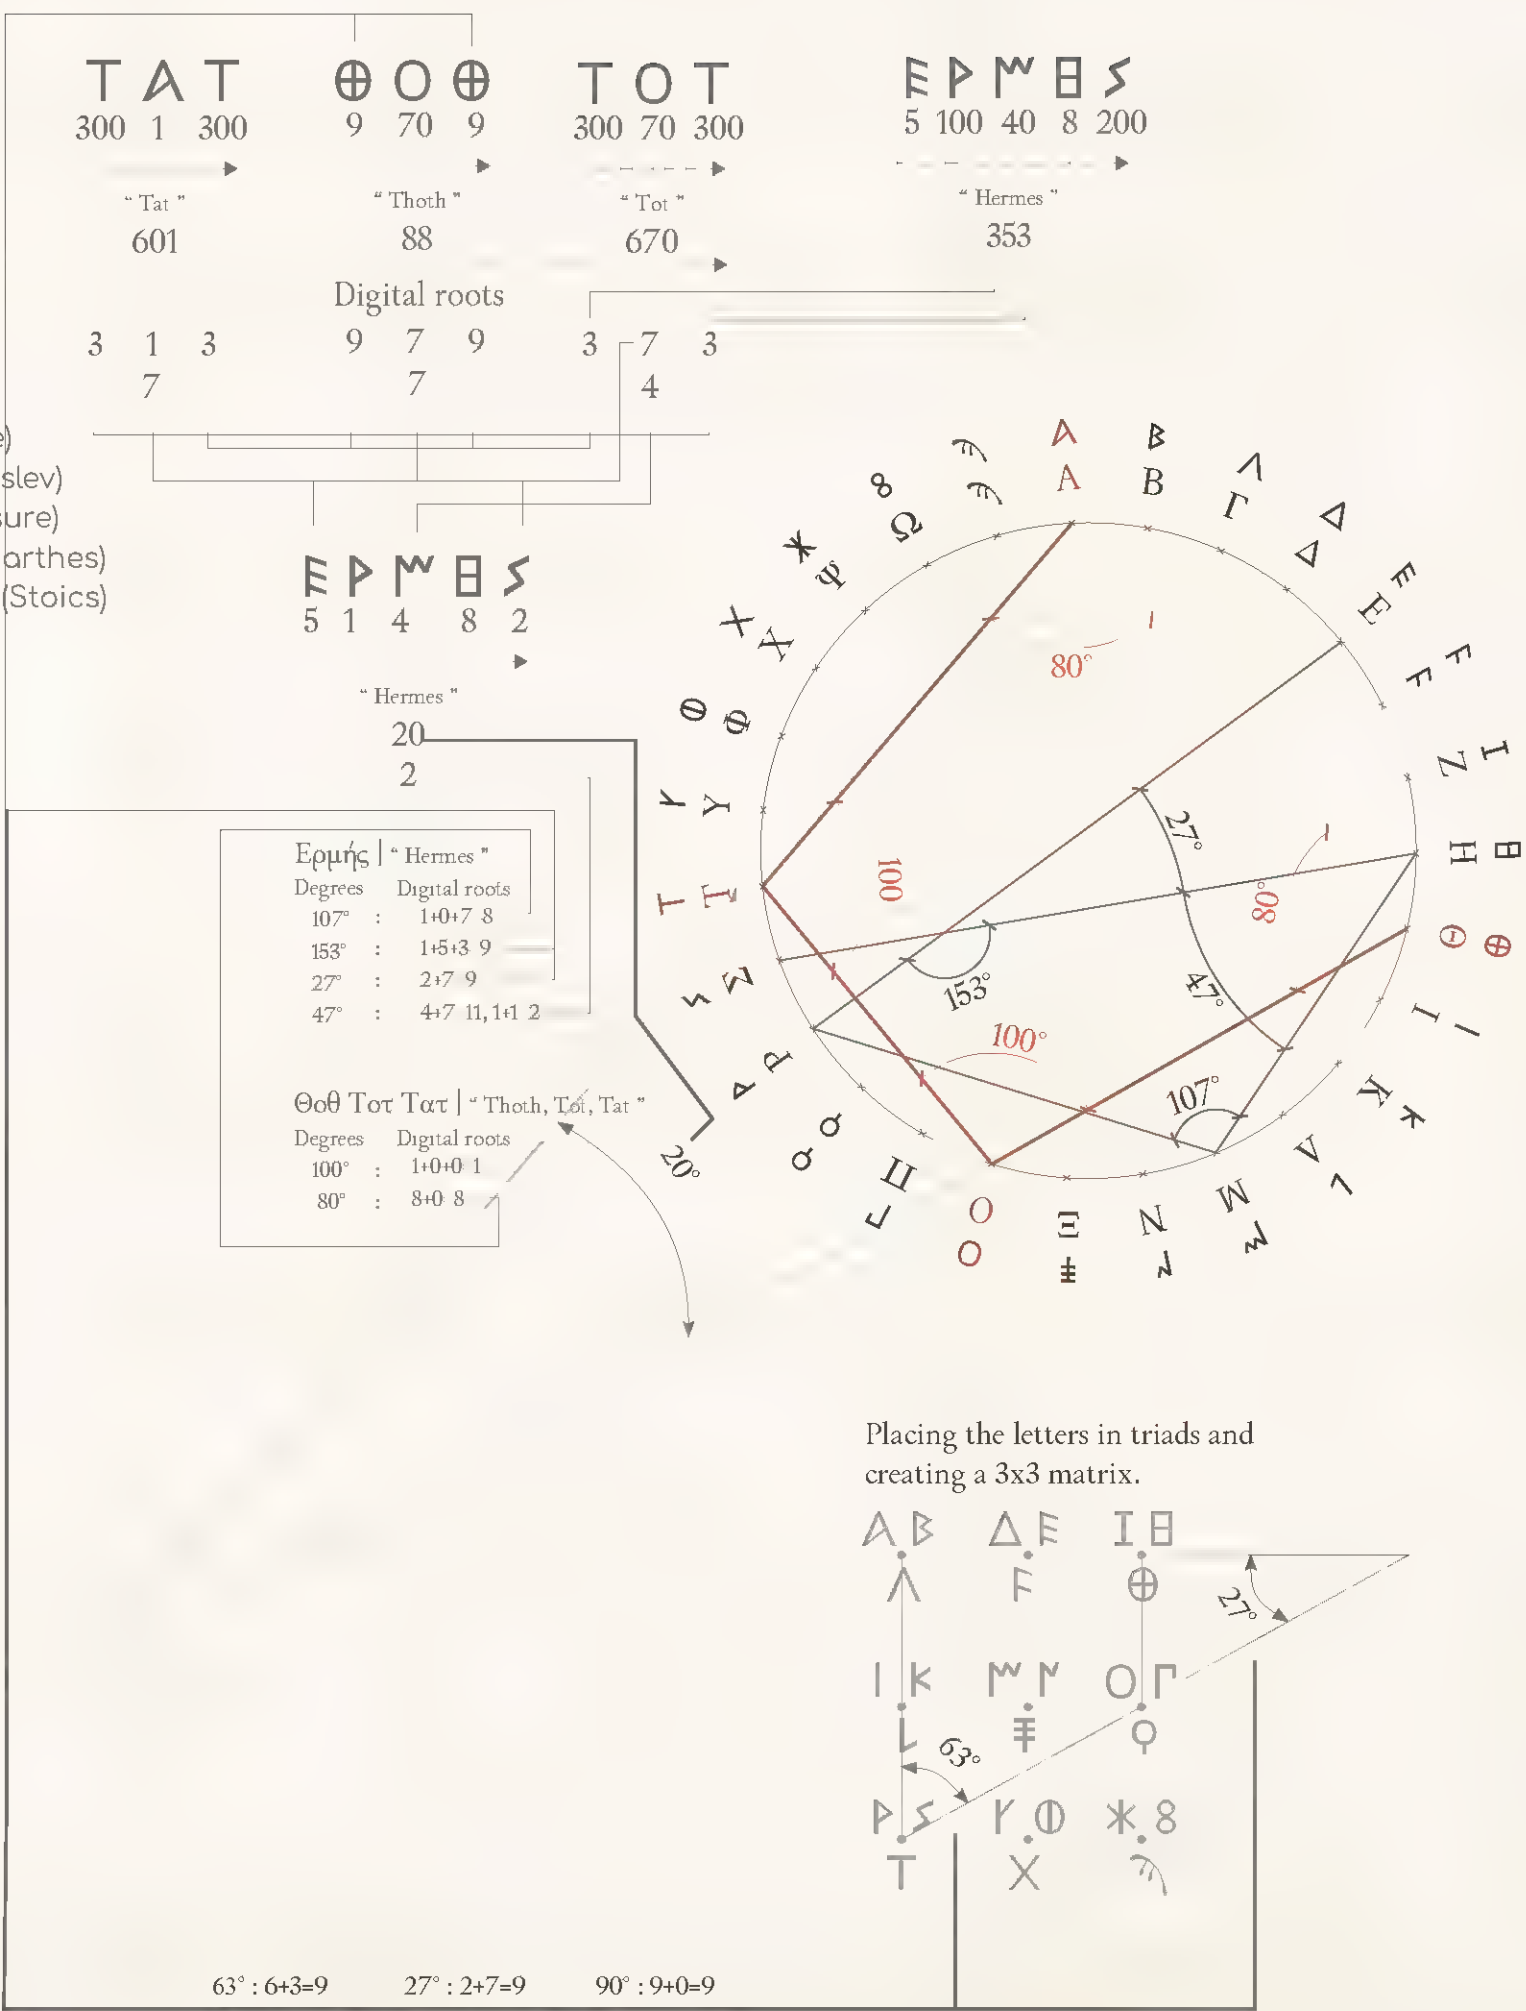 Τ Α Τ
300 1 300
“ Tat ”
601
Θ Ο Θ
9 70 9
“ Thoth ”
88
Τ Ο Τ
300 70 300
“ Tot ”
670
Ε Ρ Μ Η Σ
5 100 40 8 200
“ Hermes ”
353
Digital roots
3 1 3
7
9 7 9
7
3 7 3
4
slev)
sure)
arthes)
(Stoics)
Ε Ρ Μ Η Σ
5 1 4 8 2
“ Hermes ”
20
2
Ερμής | “ Hermes ”
Degrees Digital roots
107° : 1+0+7 8
153° : 1+5+3 9
27° : 2+7 9
47° : 4+7 11, 1+1 2
Θοθ Τοτ Τατ | “ Thoth, Tot, Tat ”
Degrees Digital roots
100° : 1+0+0 1
80° : 8+0 8
20°
Α Β Γ Δ Ε Ϝ Ζ Η Θ Ι Κ Λ Μ Ν Ξ Ο Π Ϙ Ρ Σ Τ Υ Φ Χ Ψ Ω
80°
27°
100
80°
153°
47°
100°
107°
Placing the letters in triads and
creating a 3x3 matrix.
Α Β Δ Ε Ι Η
Λ Ϝ Θ
27°
Ι Κ Μ Ν Ο Π
Ξ Ϙ
63°
Ρ Σ Υ Φ Ψ Ω
Τ Χ
63° : 6+3=9 27° : 2+7=9 90° : 9+0=9